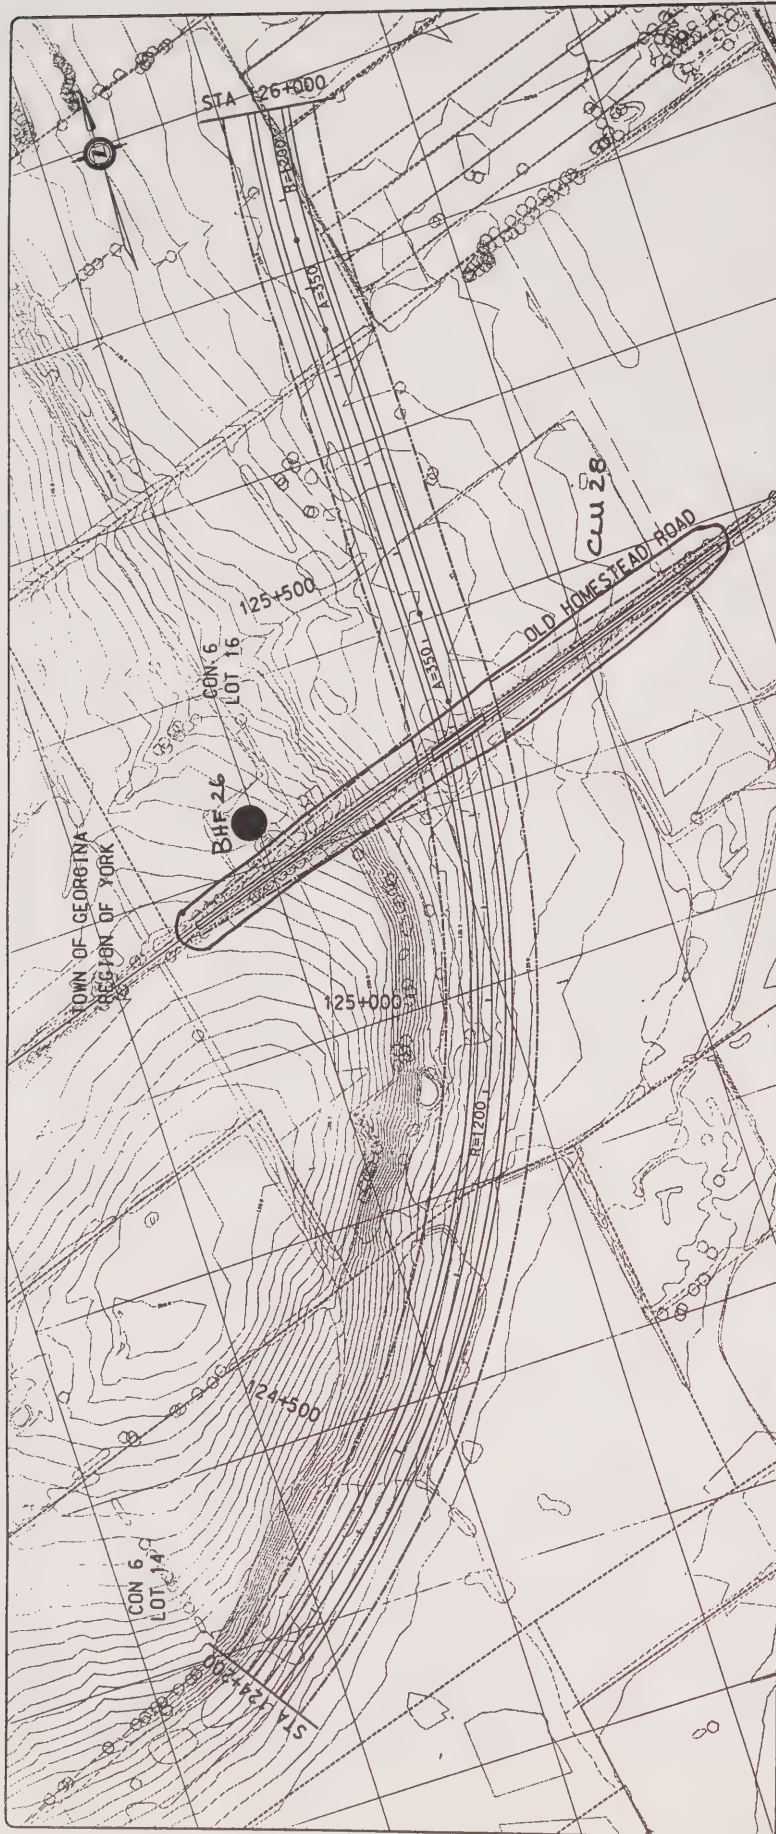 STA 126+000
R=1200
A=350
125+500
CLU 28
OLD HOMESTEAD ROAD
CON 6
LOT 16
A=350
BHF 26
TOWN OF GEORGINA
REGION OF YORK
125+000
R=1200
124+500
CON 6
LOT 14
STA 124+200